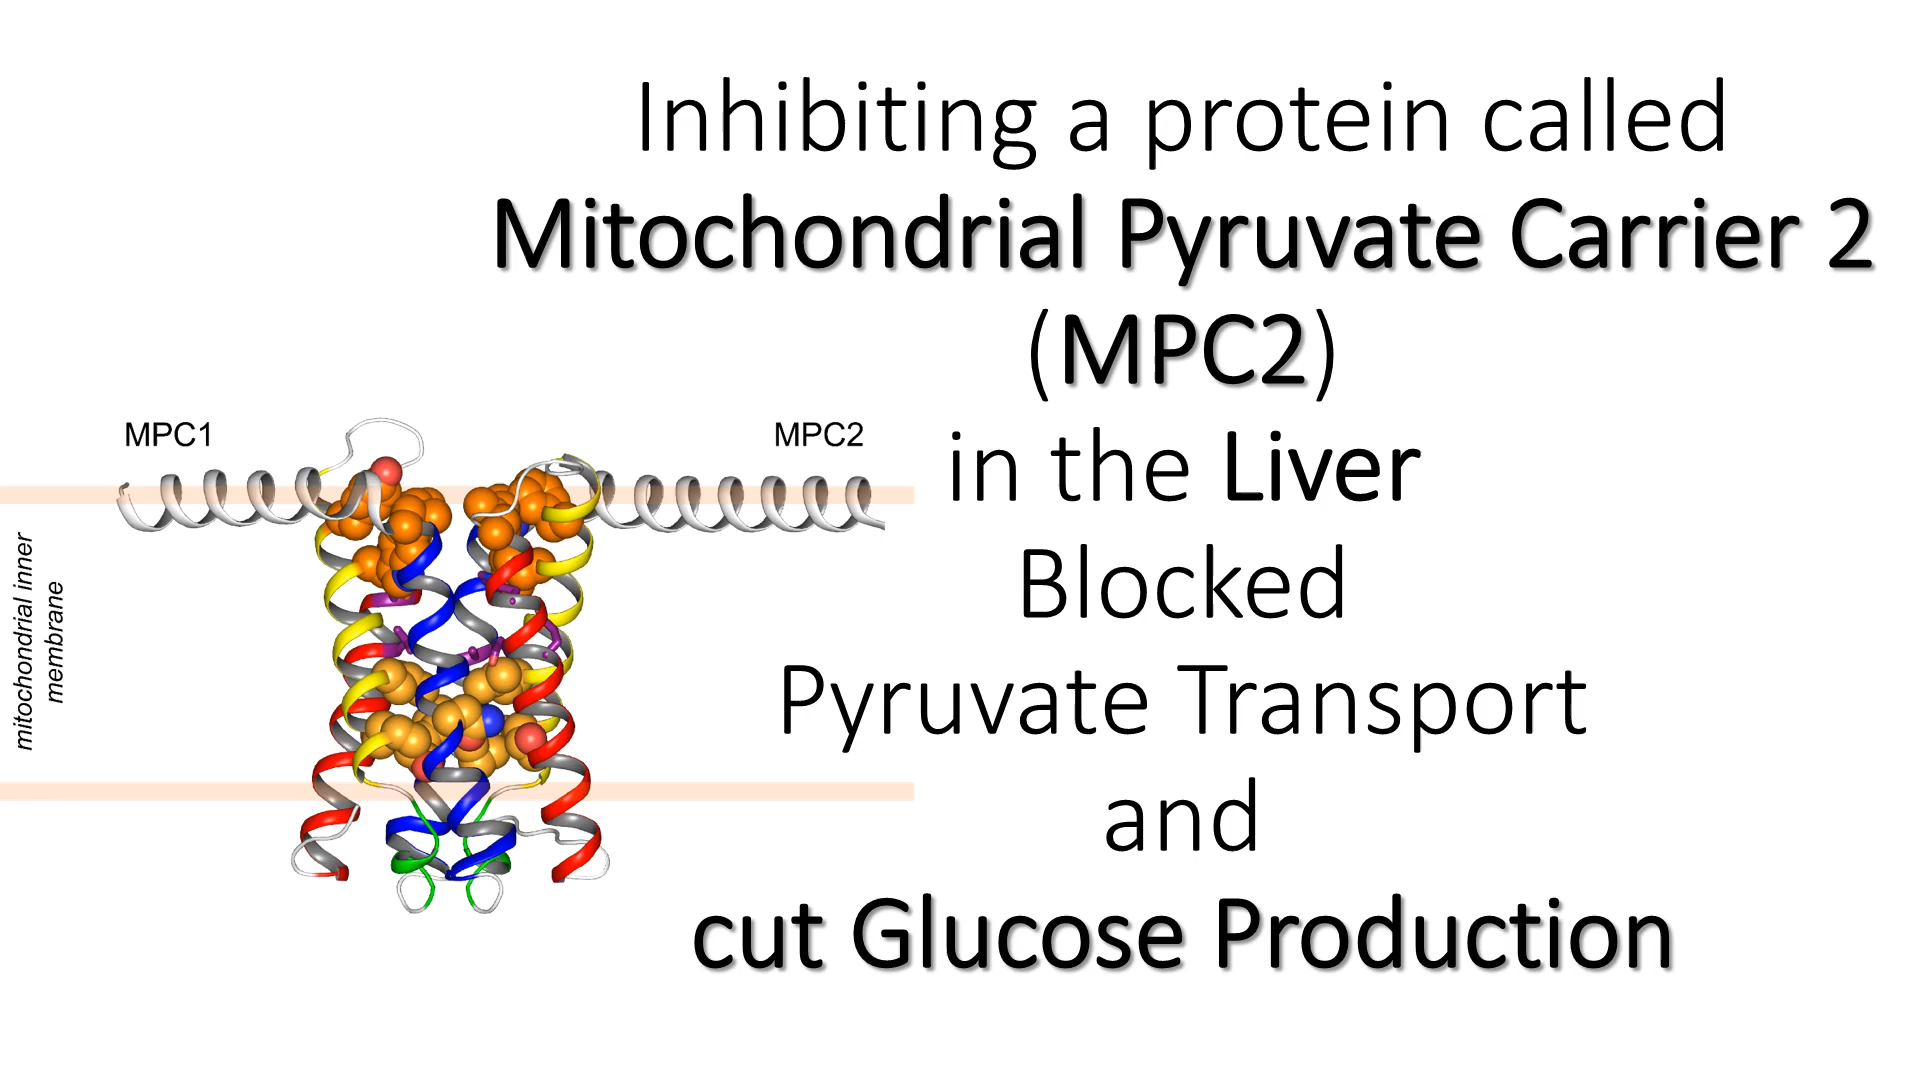 Inhibiting a protein called
Mitochondrial Pyruvate Carrier 2
(MPC2)
in the Liver
Blocked
Pyruvate Transport
and
cut Glucose Production
MPC1
MPC2
mitochondrial inner
membrane